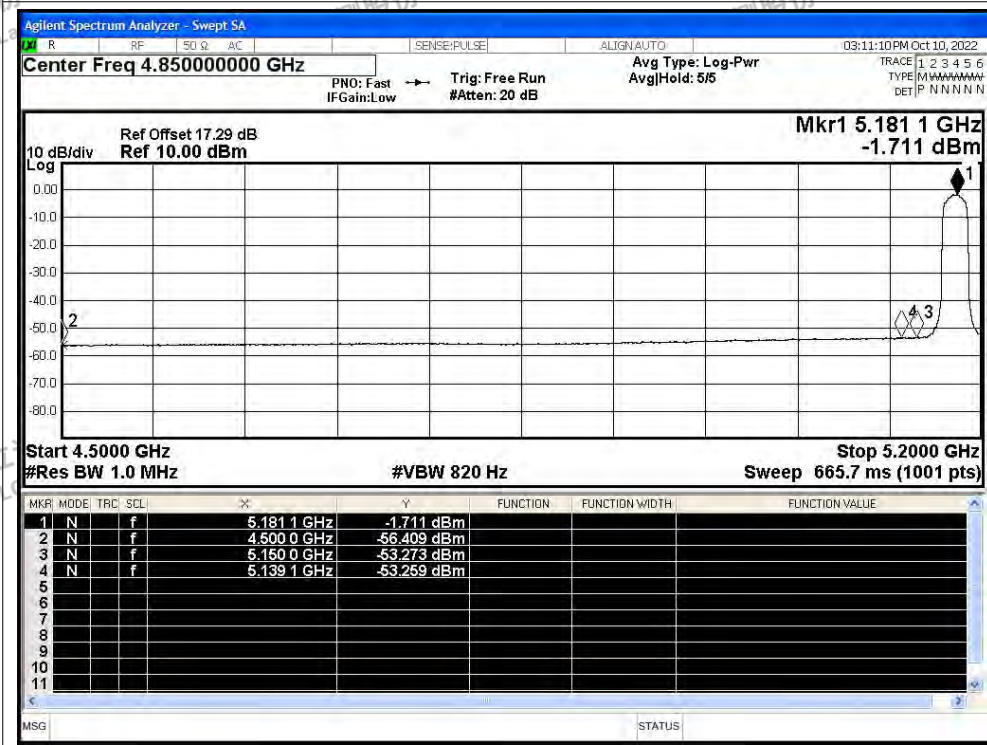 Agilent Spectrum Analyzer - Swept SA
LXI R RF 50 Ω AC SENSE:PULSE ALIGN AUTO 03:11:10 PM Oct 10, 2022
Center Freq 4.850000000 GHz
PNO: Fast
IFGain:Low
Trig: Free Run
#Atten: 20 dB
Avg Type: Log-Pwr
Avg|Hold: 5/5
TRACE 1 2 3 4 5 6
TYPE M
DET P N N N N N
Mkr1 5.181 1 GHz
-1.711 dBm
Ref Offset 17.29 dB
10 dB/div Ref 10.00 dBm
Log
0.00
-10.0
-20.0
-30.0
-40.0
-50.0
-60.0
-70.0
-80.0
1
2
4 3
Start 4.5000 GHz Stop 5.2000 GHz
#Res BW 1.0 MHz #VBW 820 Hz Sweep 665.7 ms (1001 pts)
MKR MODE TRC SCL X Y FUNCTION FUNCTION WIDTH FUNCTION VALUE
1 N f 5.181 1 GHz -1.711 dBm
2 N f 4.500 0 GHz -56.409 dBm
3 N f 5.150 0 GHz -53.273 dBm
4 N f 5.139 1 GHz -53.259 dBm
5
6
7
8
9
10
11
MSG STATUS